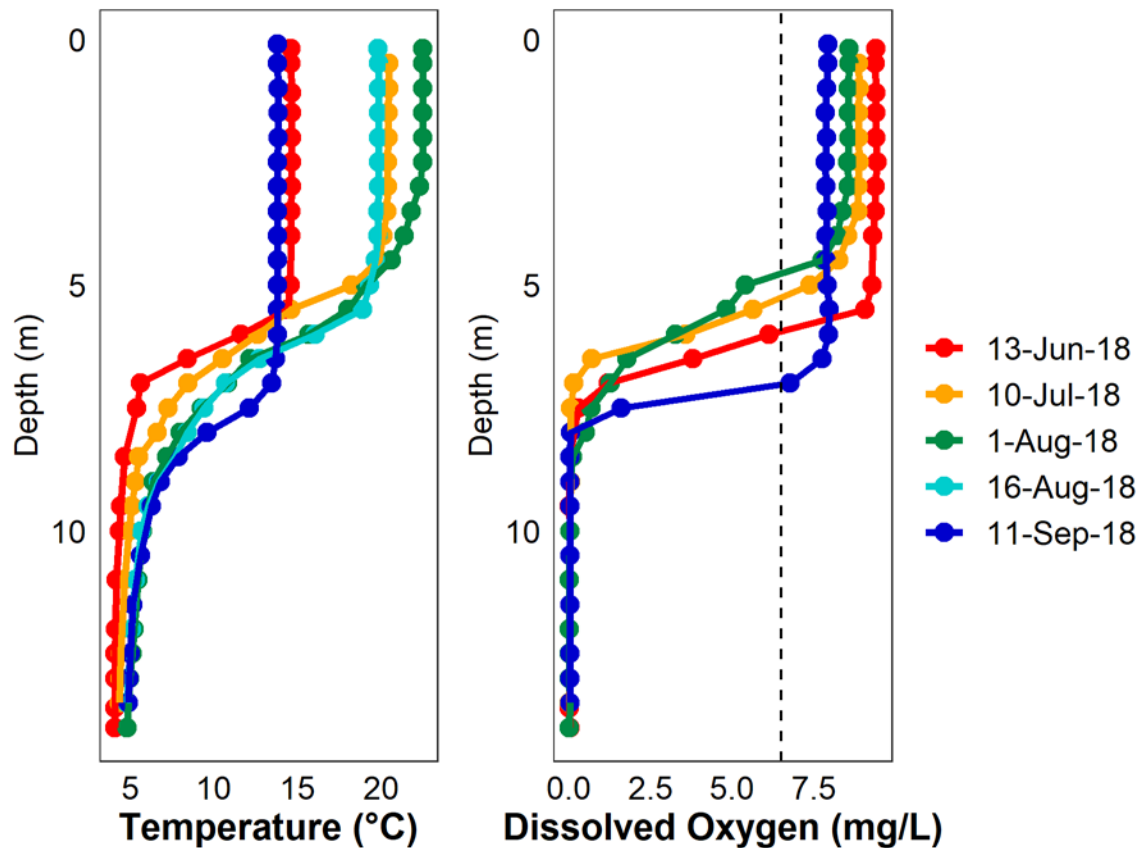 0
5
10
Depth (m)
5 10 15 20
Temperature (°C)
0
5
10
Depth (m)
0.0 2.5 5.0 7.5
Dissolved Oxygen (mg/L)
13-Jun-18
10-Jul-18
1-Aug-18
16-Aug-18
11-Sep-18